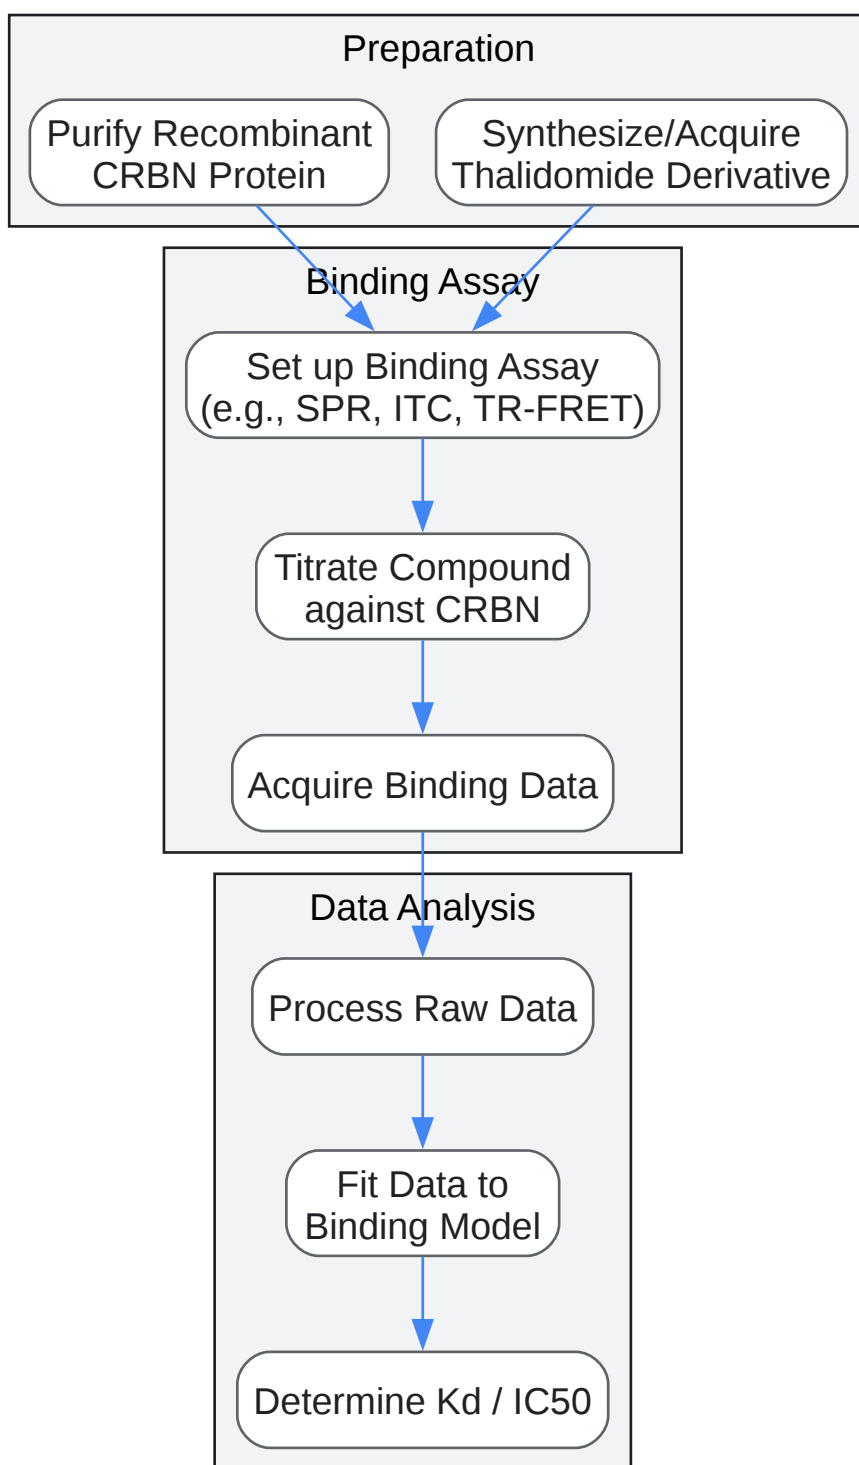 Preparation
Purify Recombinant
CRBN Protein
Synthesize/Acquire
Thalidomide Derivative
Binding Assay
Set up Binding Assay
(e.g., SPR, ITC, TR-FRET)
Titrate Compound
against CRBN
Acquire Binding Data
Data Analysis
Process Raw Data
Fit Data to
Binding Model
Determine Kd / IC50